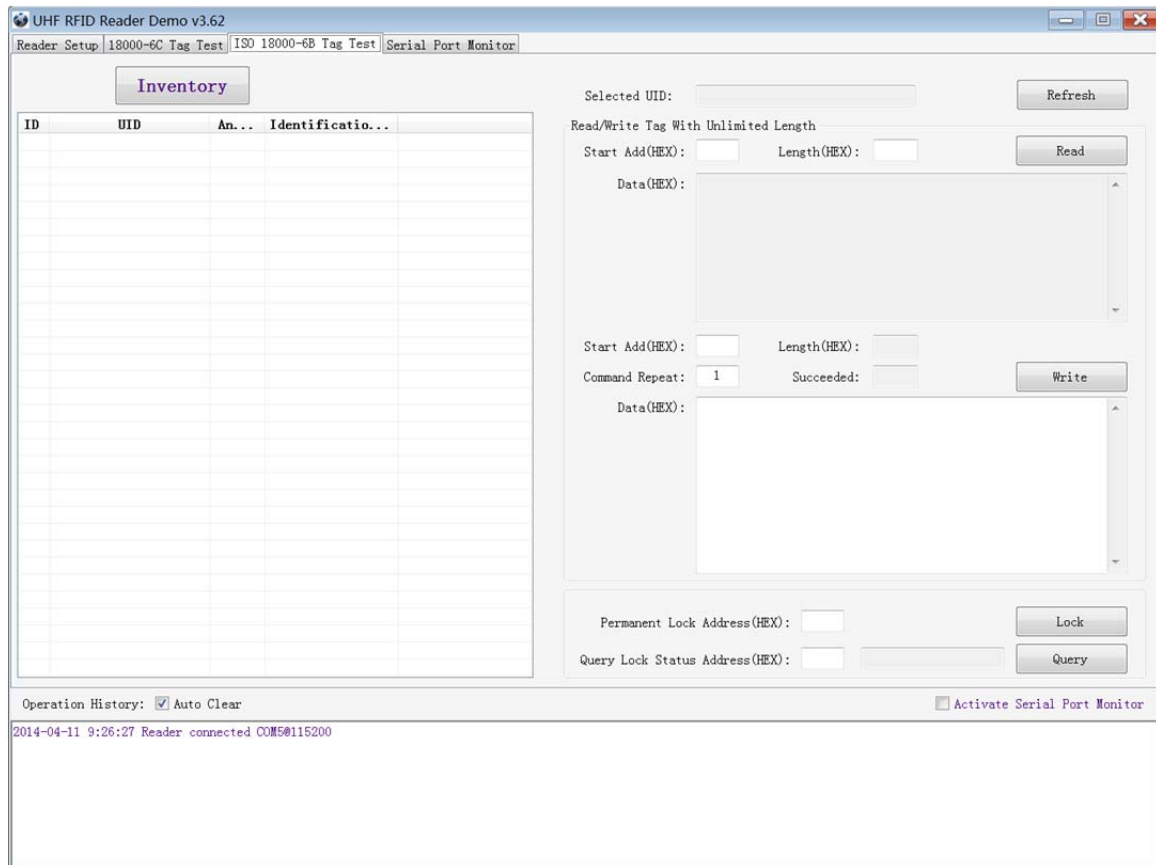 UHF RFID Reader Demo v3.62
Reader Setup 18000-6C Tag Test ISO 18000-6B Tag Test Serial Port Monitor
Inventory
ID UID An... Identificatio...
Selected UID: Refresh
Read/Write Tag With Unlimited Length
Start Add(HEX): Length(HEX): Read
Data(HEX):
Start Add(HEX): Length(HEX):
Command Repeat: 1 Succeeded: Write
Data(HEX):
Permanent Lock Address(HEX): Lock
Query Lock Status Address(HEX): Query
Operation History: Auto Clear Activate Serial Port Monitor
2014-04-11 9:26:27 Reader connected COM5@115200